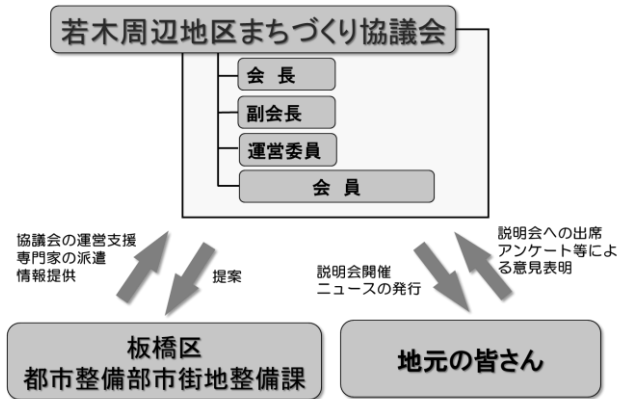 若木周辺地区まちづくり協議会
会 長
副会長
運営委員
会 員
協議会の運営支援
専門家の派遣
情報提供
提案
説明会開催
ニュースの発行
説明会への出席
アンケート等によ
る意見表明
板橋区
都市整備部市街地整備課
地元の皆さん